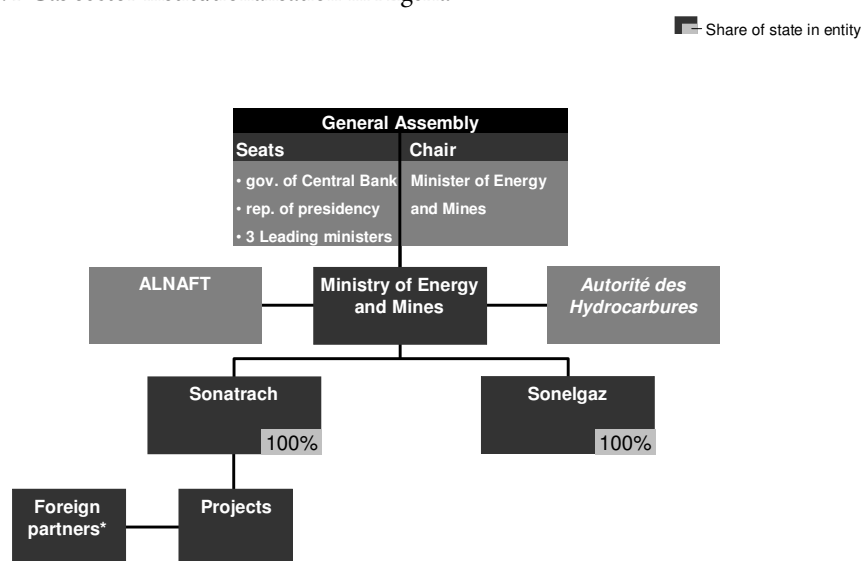 Share of state in entity
General Assembly
Seats
Chair
• gov. of Central Bank
• rep. of presidency
• 3 Leading ministers
Minister of Energy
and Mines
ALNAFT
Ministry of Energy
and Mines
Autorité des
Hydrocarbures
Sonatrach
100%
Sonelgaz
100%
Foreign
partners*
Projects